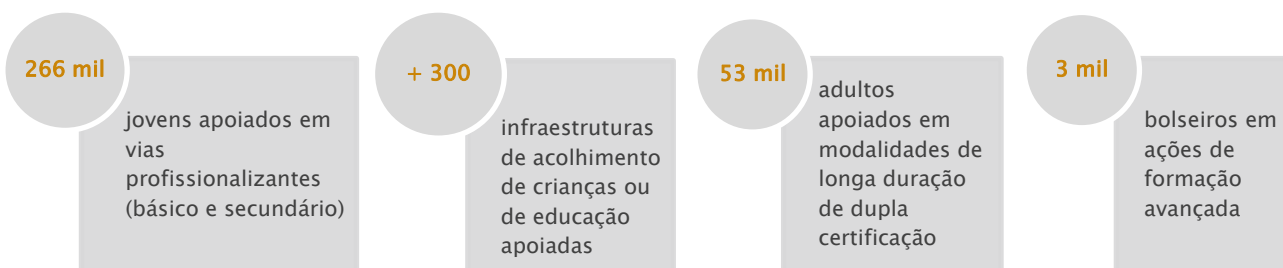 266 mil
jovens apoiados em
vias
profissionalizantes
(básico e secundário)
+ 300
infraestruturas
de acolhimento
de crianças ou
de educação
apoiadas
53 mil
adultos
apoiados em
modalidades de
longa duração
de dupla
certificação
3 mil
bolseiros em
ações de
formação
avançada